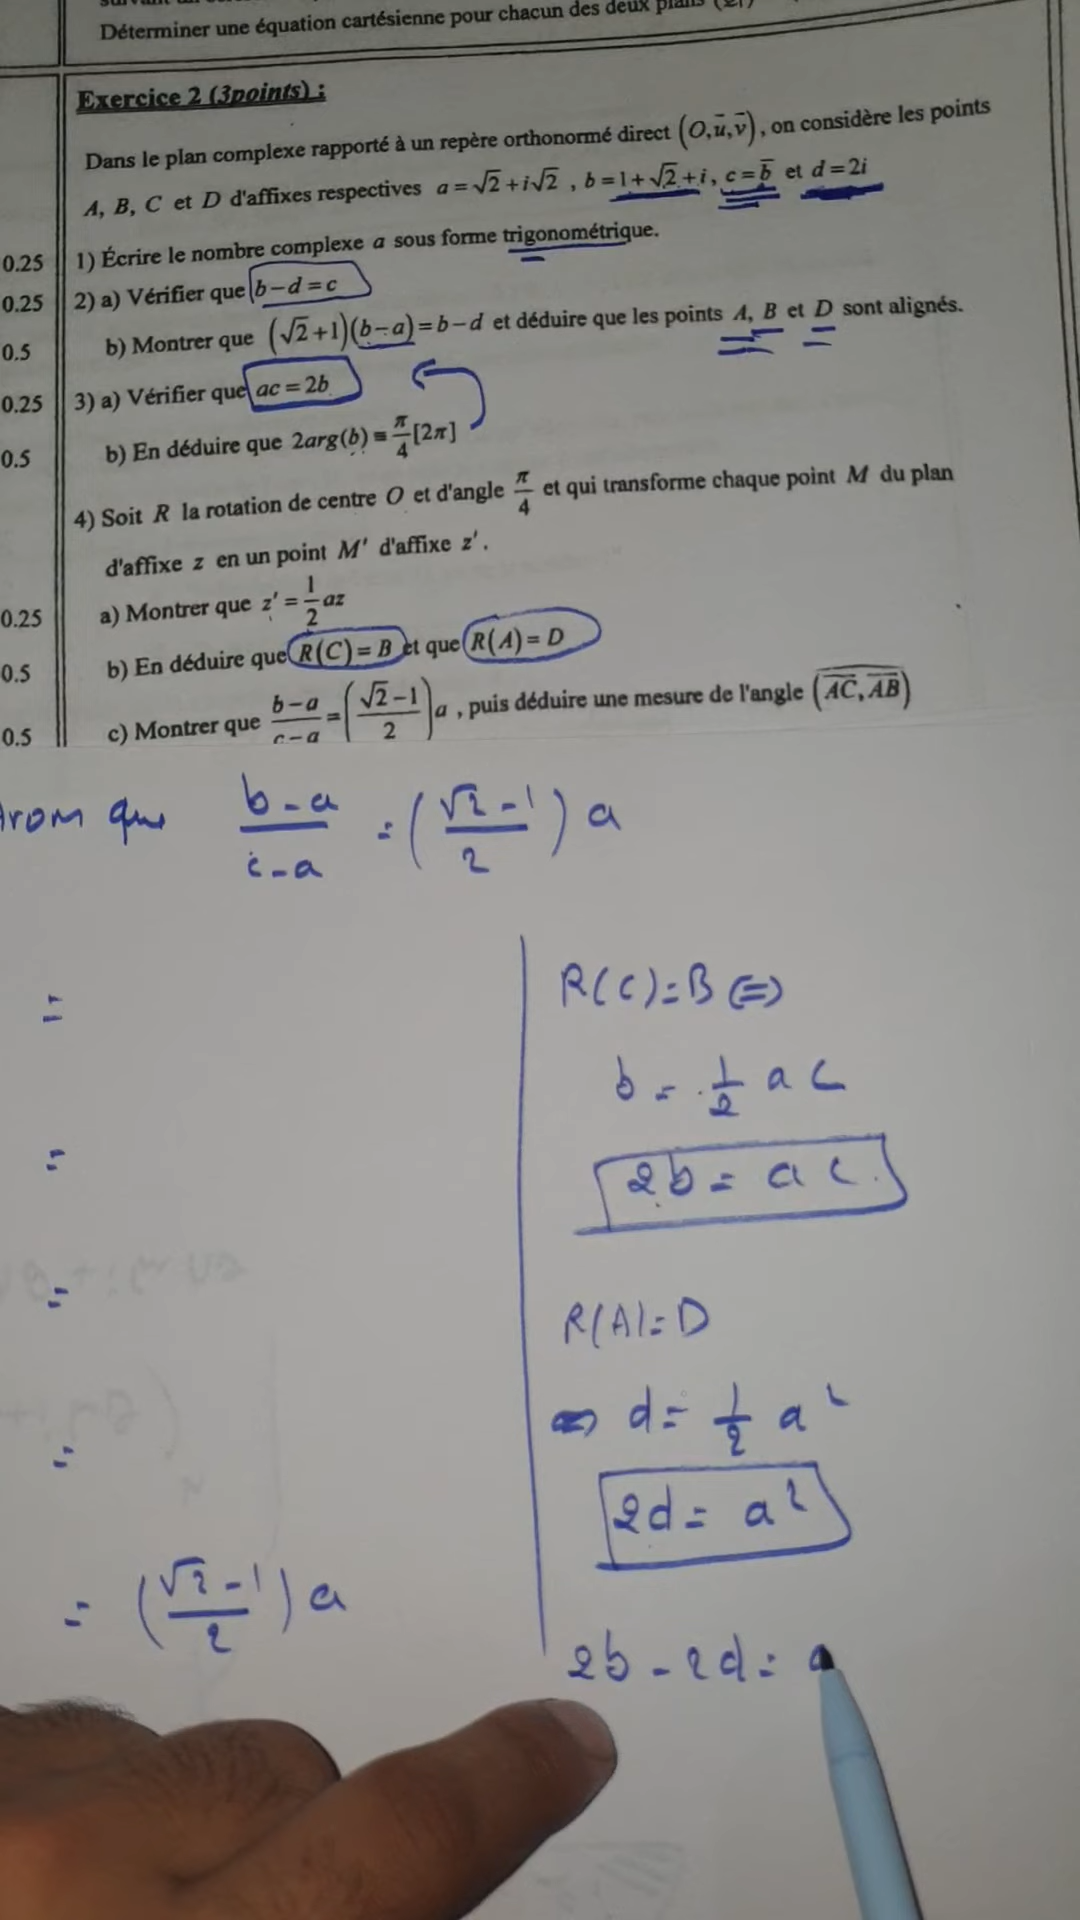 Déterminer une équation cartésienne pour chacun des deux plans
Exercice 2 (3points) :
Dans le plan complexe rapporté à un repère orthonormé direct (O,u⃗,v⃗), on considère les points
A, B, C et D d'affixes respectives a = √2 + i√2 , b = 1 + √2 + i , c = b̅ et d = 2i
0.25 1) Écrire le nombre complexe a sous forme trigonométrique.
0.25 2) a) Vérifier que b − d = c
0.5 b) Montrer que (√2 + 1)(b − a) = b − d et déduire que les points A, B et D sont alignés.
0.25 3) a) Vérifier que ac = 2b
0.5 b) En déduire que 2arg(b) ≡ π/4 [2π]
4) Soit R la rotation de centre O et d'angle π/4 et qui transforme chaque point M du plan
d'affixe z en un point M' d'affixe z'.
0.25 a) Montrer que z' = 1/2 az
0.5 b) En déduire que R(C) = B et que R(A) = D
0.5 c) Montrer que (b − a)/(c − a) = ((√2 − 1)/2) a , puis déduire une mesure de l'angle (AC, AB)
que (b - a)/(c - a) = ((√2 - 1)/2) a
=
R(C) = B ⇔
b = 1/2 a c
=
2b = a c
=
R(A) = D
⇔ d = 1/2 a²
=
2d = a²
= ((√2 - 1)/2) a
2b - 2d =